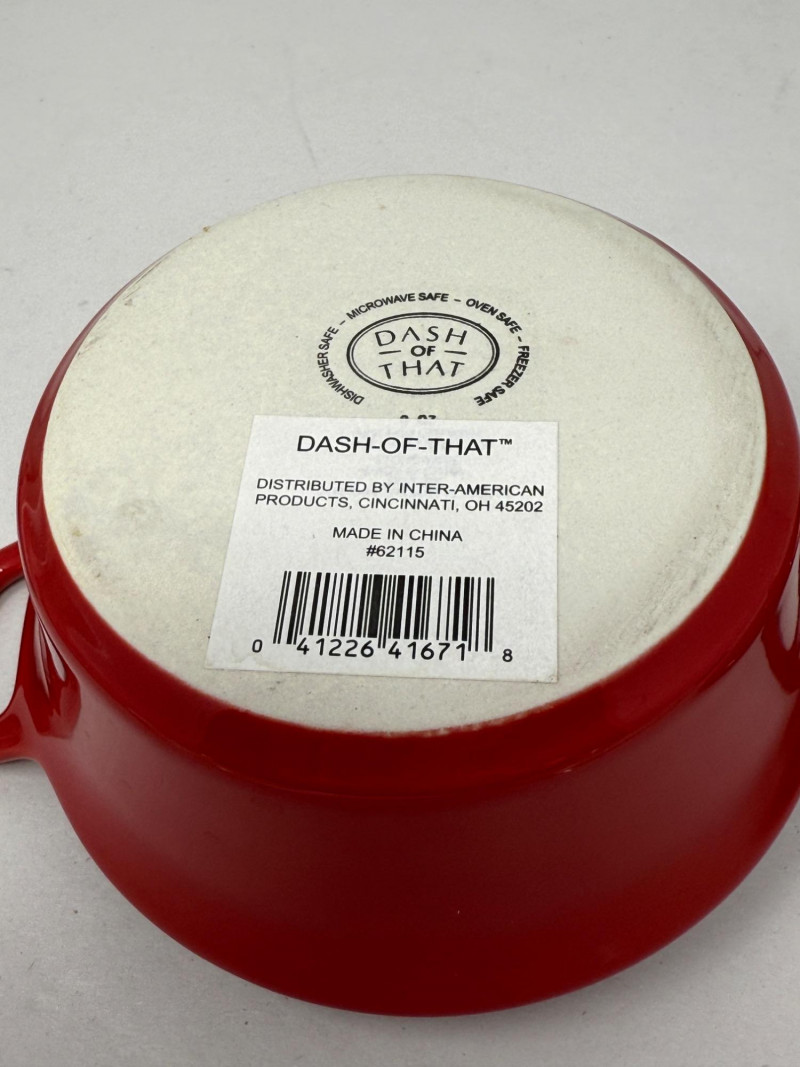 DISHWASHER SAFE – MICROWAVE SAFE – OVEN SAFE – FREEZER SAFE
DASH
OF
THAT
DASH-OF-THAT™
DISTRIBUTED BY INTER-AMERICAN
PRODUCTS, CINCINNATI, OH 45202
MADE IN CHINA
#62115
0 41226 41671 8